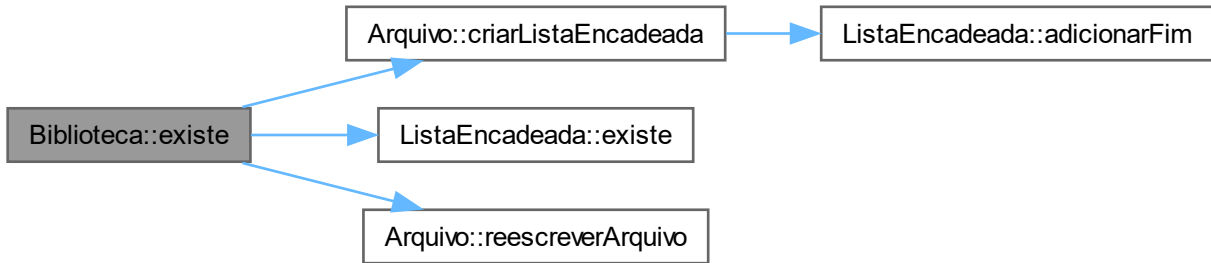 Arquivo::criarListaEncadeada
ListaEncadeada::adicionarFim
Biblioteca::existe
ListaEncadeada::existe
Arquivo::reescreverArquivo